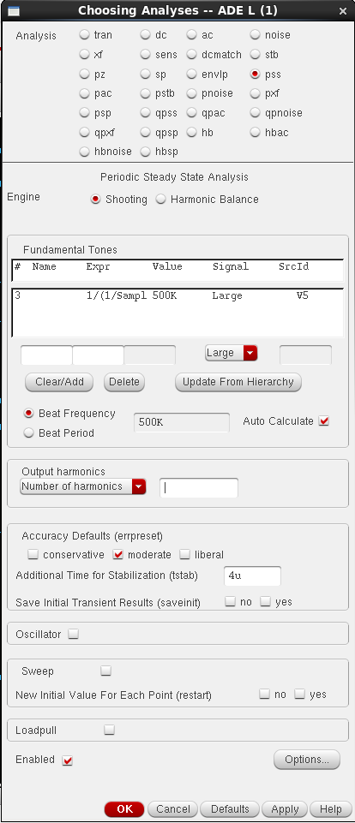 Choosing Analyses -- ADE L (1)
Analysis tran dc ac noise
xf sens dcmatch stb
pz sp envlp pss
pac pstb pnoise pxf
psp qpss qpac qpnoise
qpxf qpsp hb hbac
hbnoise hbsp
Periodic Steady State Analysis
Engine Shooting Harmonic Balance
Fundamental Tones
# Name Expr Value Signal SrcId
3 1/(1/Sampl 500K Large V5
Large
Clear/Add Delete Update From Hierarchy
Beat Frequency 500K Auto Calculate
Beat Period
Output harmonics
Number of harmonics
Accuracy Defaults (errpreset)
conservative moderate liberal
Additional Time for Stabilization (tstab) 4u
Save Initial Transient Results (saveinit) no yes
Oscillator
Sweep
New Initial Value For Each Point (restart) no yes
Loadpull
Enabled Options...
OK Cancel Defaults Apply Help